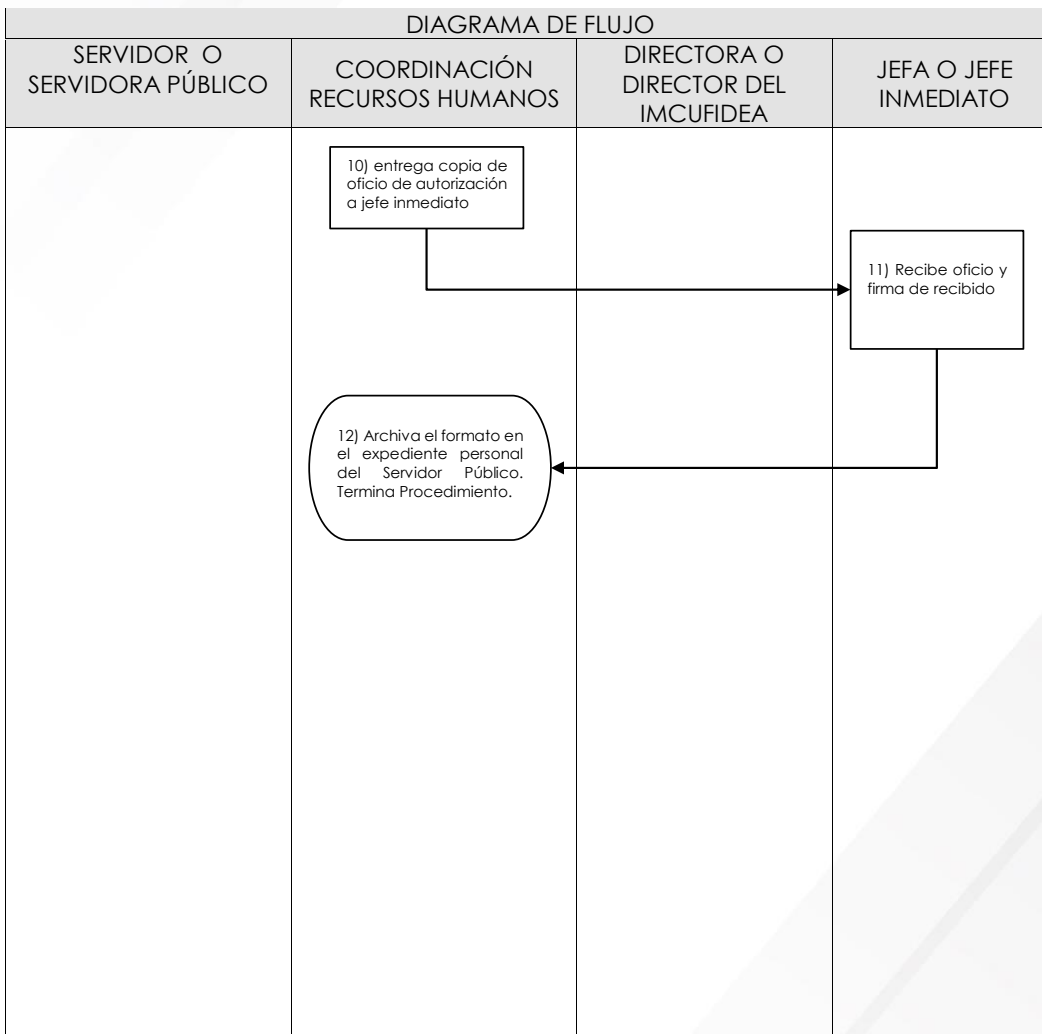 DIAGRAMA DE FLUJO
SERVIDOR O
SERVIDORA PÚBLICO
COORDINACIÓN
RECURSOS HUMANOS
DIRECTORA O
DIRECTOR DEL
IMCUFIDEA
JEFA O JEFE
INMEDIATO
10) entrega copia de
oficio de autorización
a jefe inmediato
11) Recibe oficio y
firma de recibido
12) Archiva el formato en
el expediente personal
del Servidor Público.
Termina Procedimiento.